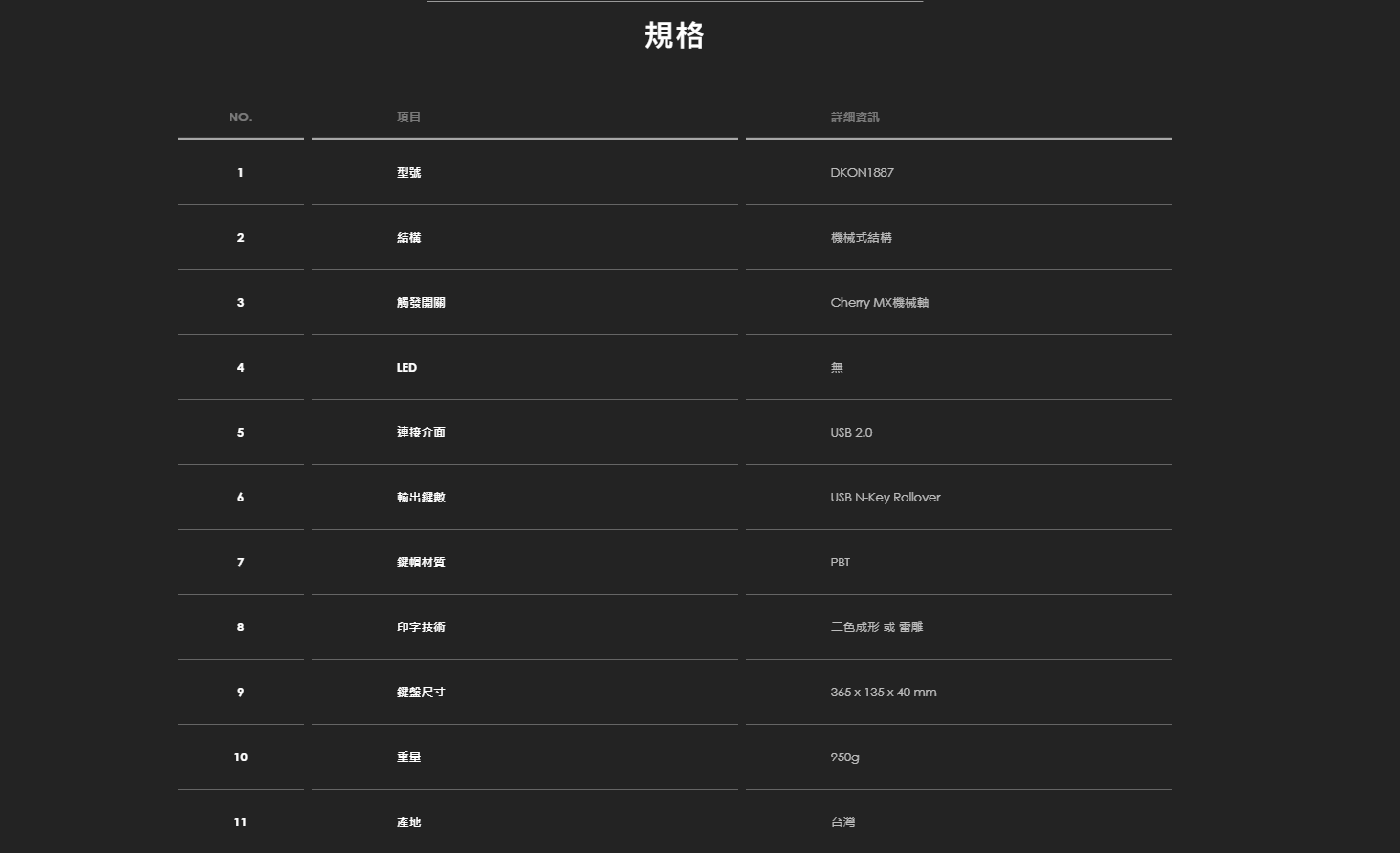 規格
NO. 項目 詳細資訊
1 型號 DKON1887
2 結構 機械式結構
3 觸發開關 Cherry MX機械軸
4 LED 無
5 連接介面 USB 2.0
6 輸出鍵數 USB N-Key Rollover
7 鍵帽材質 PBT
8 印字技術 二色成形 或 雷雕
9 鍵盤尺寸 365 x 135 x 40 mm
10 重量 950g
11 產地 台灣